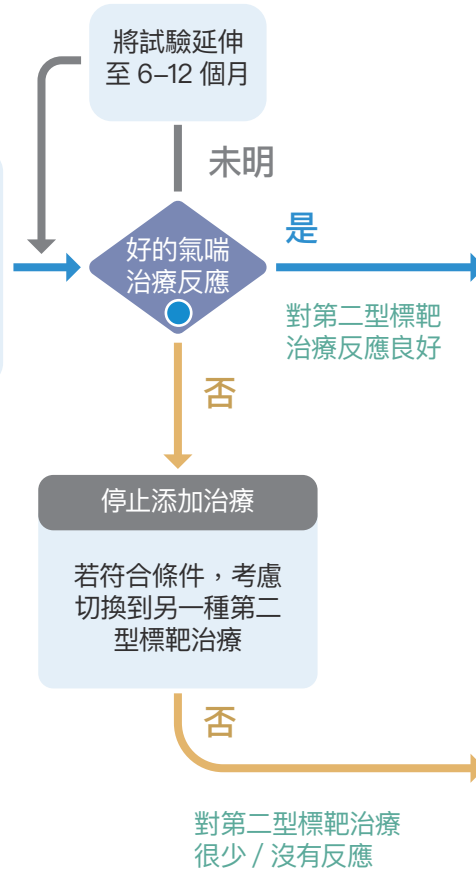 將試驗延伸
至 6–12 個月
未明
好的氣喘
治療反應
是
對第二型標靶
治療反應良好
否
停止添加治療
若符合條件，考慮
切換到另一種第二
型標靶治療
否
對第二型標靶治療
很少 / 沒有反應